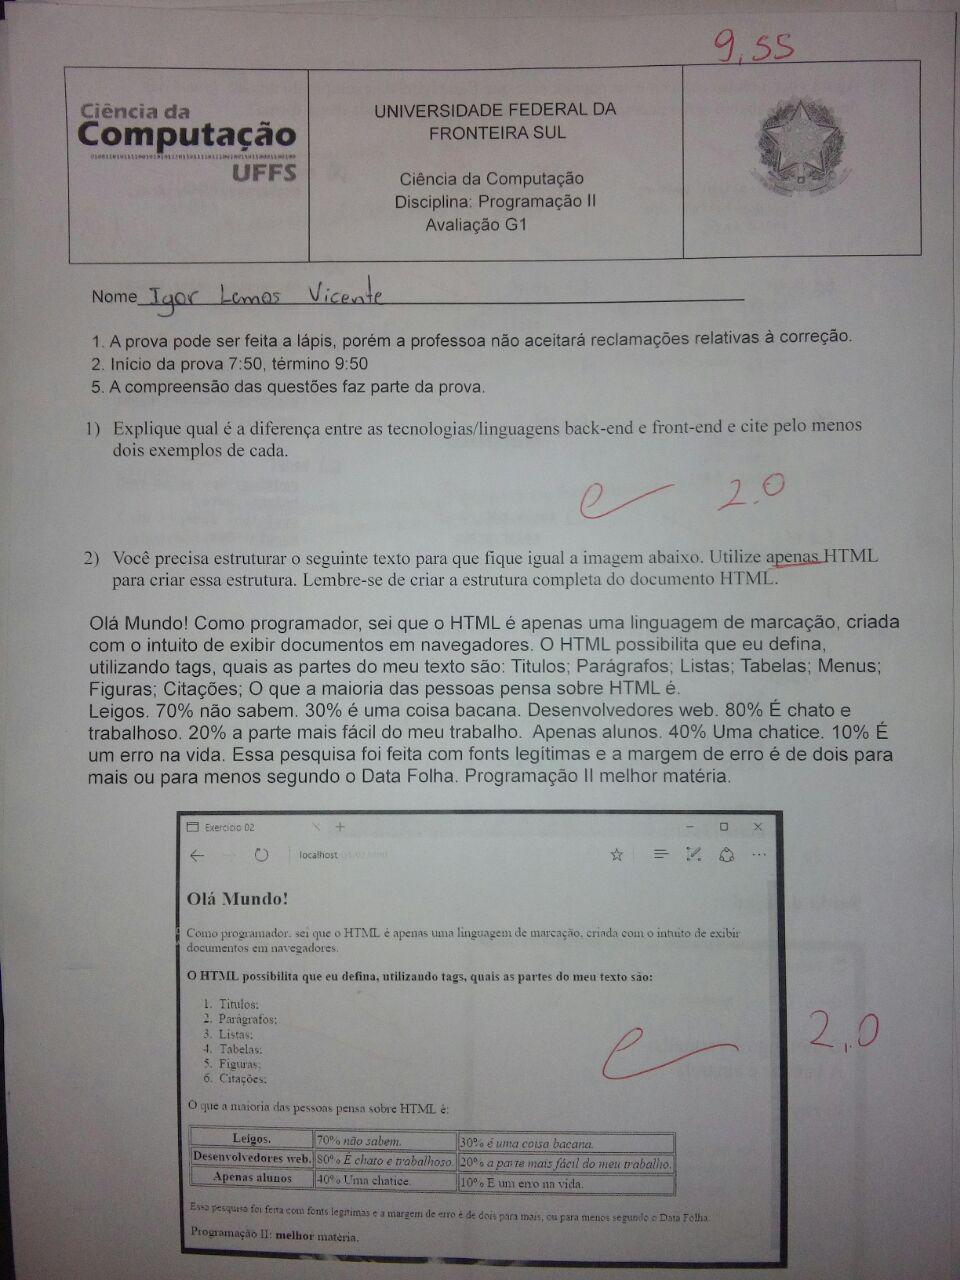 9,55
Ciência da
Computação
UFFS
UNIVERSIDADE FEDERAL DA
FRONTEIRA SUL
Ciência da Computação
Disciplina: Programação II
Avaliação G1
Nome Igor Lemos Vicente
1. A prova pode ser feita a lápis, porém a professoa não aceitará reclamações relativas à correção.
2. Início da prova 7:50, término 9:50
5. A compreensão das questões faz parte da prova.
1) Explique qual é a diferença entre as tecnologias/linguagens back-end e front-end e cite pelo menos
dois exemplos de cada.
2.0
2) Você precisa estruturar o seguinte texto para que fique igual a imagem abaixo. Utilize apenas HTML
para criar essa estrutura. Lembre-se de criar a estrutura completa do documento HTML.
Olá Mundo! Como programador, sei que o HTML é apenas uma linguagem de marcação, criada
com o intuito de exibir documentos em navegadores. O HTML possibilita que eu defina,
utilizando tags, quais as partes do meu texto são: Titulos; Parágrafos; Listas; Tabelas; Menus;
Figuras; Citações; O que a maioria das pessoas pensa sobre HTML é.
Leigos. 70% não sabem. 30% é uma coisa bacana. Desenvolvedores web. 80% É chato e
trabalhoso. 20% a parte mais fácil do meu trabalho. Apenas alunos. 40% Uma chatice. 10% É
um erro na vida. Essa pesquisa foi feita com fonts legítimas e a margem de erro é de dois para
mais ou para menos segundo o Data Folha. Programação II melhor matéria.
Exercicio 02
localhost
Olá Mundo!
Como programador, sei que o HTML é apenas uma linguagem de marcação, criada com o intuito de exibir
documentos em navegadores.
O HTML possibilita que eu defina, utilizando tags, quais as partes do meu texto são:
1. Titulos;
2. Parágrafos;
3. Listas;
4. Tabelas;
5. Figuras;
6. Citações;
2,0
O que a maioria das pessoas pensa sobre HTML é:
Leigos. 70% não sabem. 30% é uma coisa bacana.
Desenvolvedores web. 80% É chato e trabalhoso. 20% a parte mais fácil do meu trabalho.
Apenas alunos 40% Uma chatice. 10% É um erro na vida.
Essa pesquisa foi feita com fonts legítimas e a margem de erro é de dois para mais, ou para menos segundo o Data Folha.
Programação II: melhor matéria.